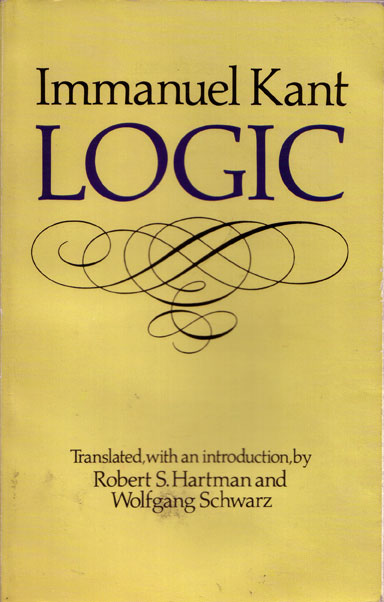 Immanuel Kant
LOGIC
Translated, with an introduction, by
Robert S. Hartman and
Wolfgang Schwarz